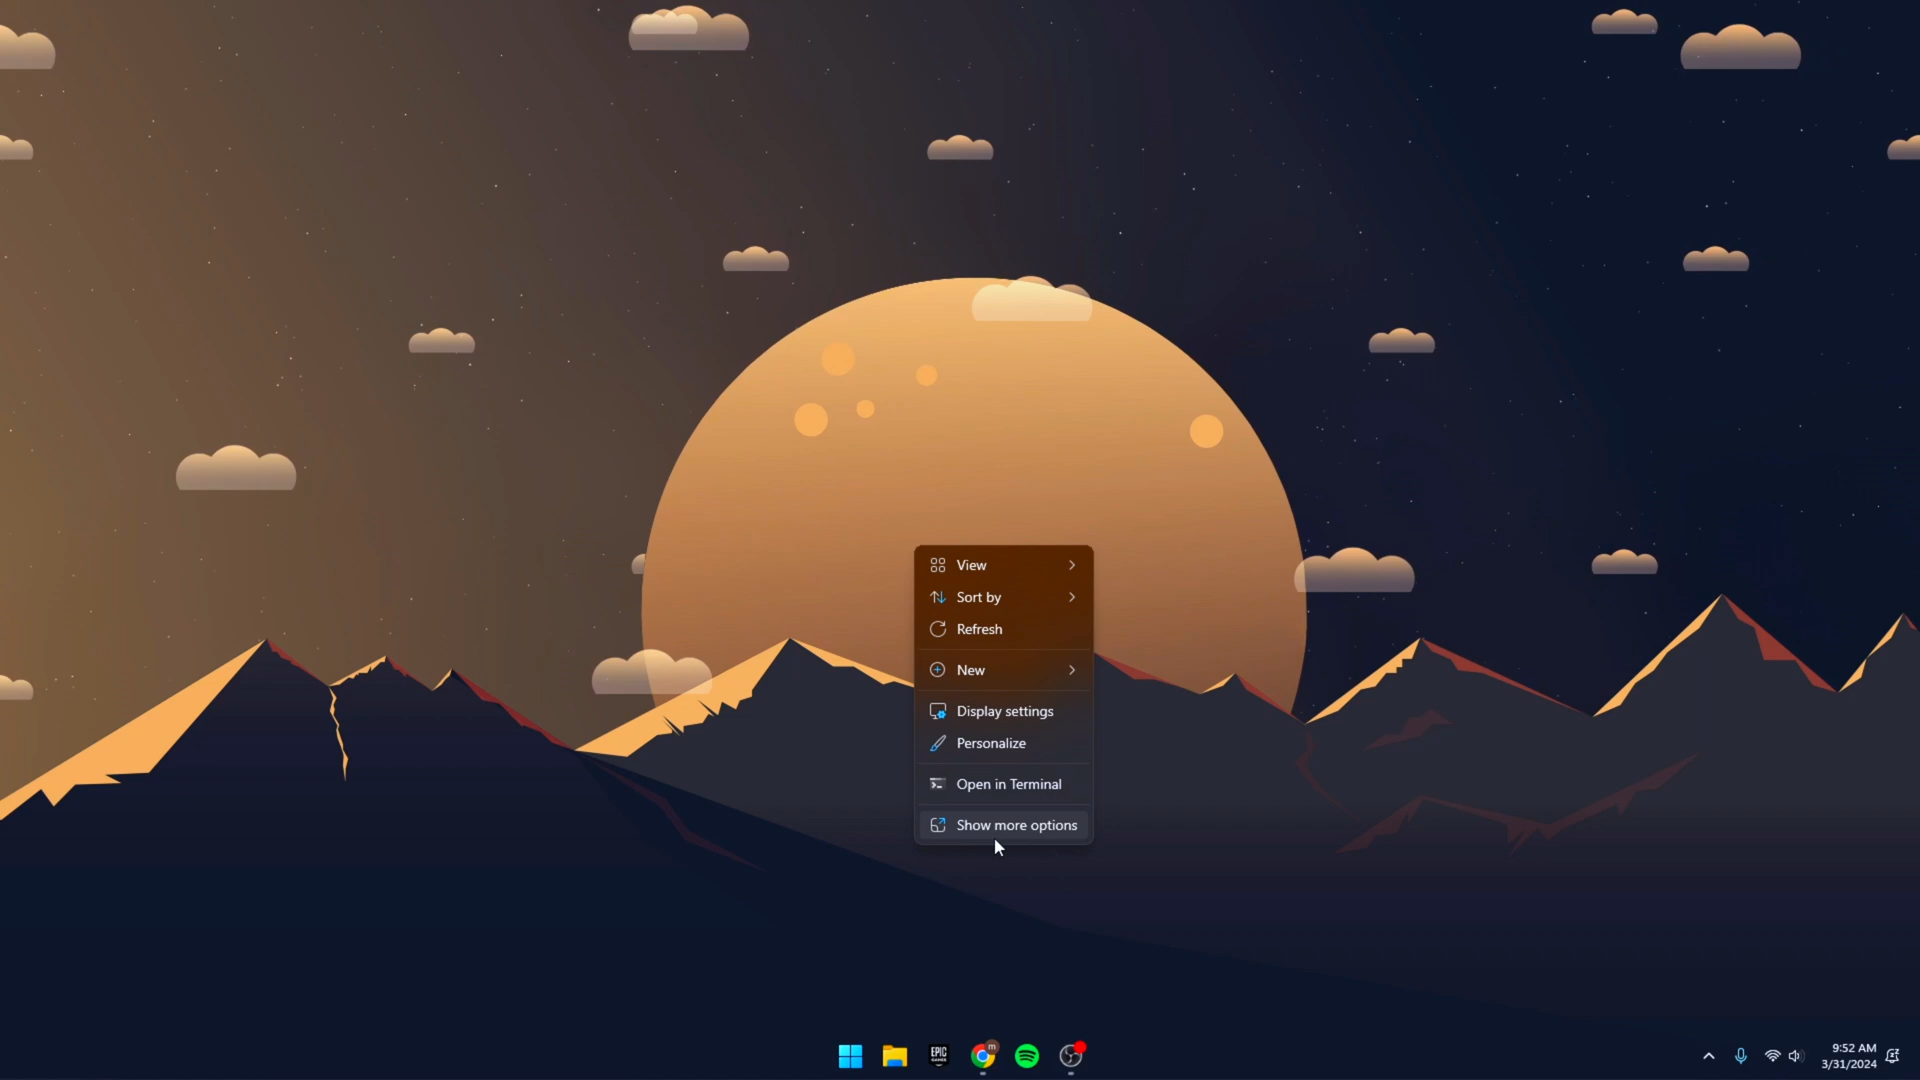 View
Sort by
Refresh
New
Display settings
Personalize
Open in Terminal
Show more options
EPIC
GAMES
m
9:52 AM
3/31/2024